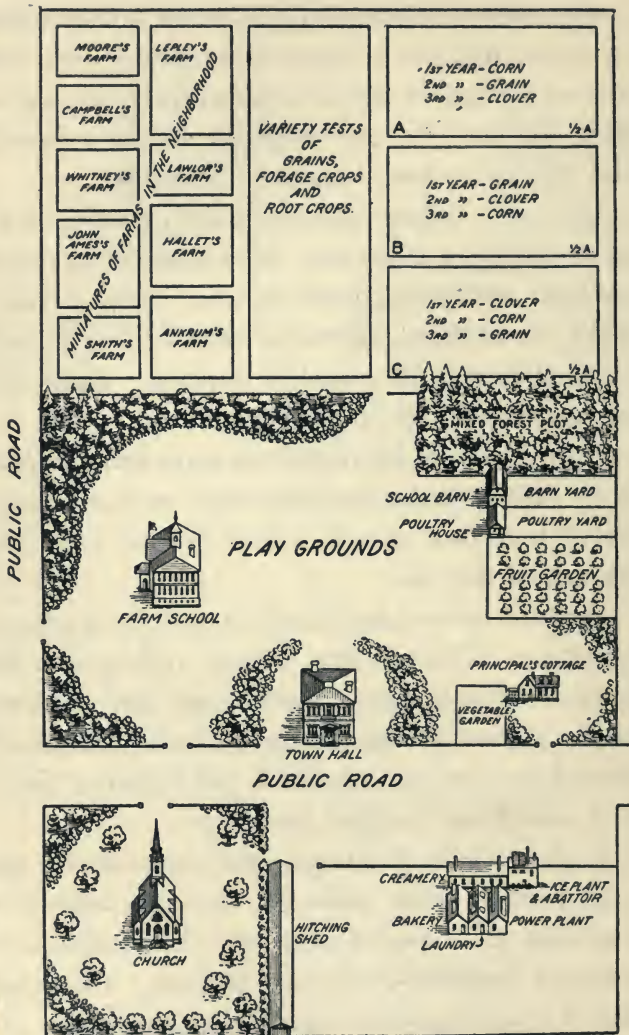 MOORE'S
FARM
LEPLEY'S
FARM
CAMPBELL'S
FARM
WHITNEY'S
FARM
LAWLOR'S
FARM
JOHN
AMES'S
FARM
HALLET'S
FARM
SMITH'S
FARM
ANKRUM'S
FARM
MINIATURES OF FARMS IN THE NEIGHBORHOOD
VARIETY TESTS
OF
GRAINS,
FORAGE CROPS
AND
ROOT CROPS.
1ST YEAR - CORN
2ND " - GRAIN
3RD " - CLOVER
A ½ A.
1ST YEAR - GRAIN
2ND " - CLOVER
3RD " - CORN
B ½ A.
1ST YEAR - CLOVER
2ND " - CORN
3RD " - GRAIN
C ½ A.
MIXED FOREST PLOT
PUBLIC ROAD
SCHOOL BARN
BARN YARD
POULTRY
HOUSE
POULTRY YARD
PLAY GROUNDS
FRUIT GARDEN
FARM SCHOOL
PRINCIPAL'S COTTAGE
VEGETABLE
GARDEN
TOWN HALL
PUBLIC ROAD
CREAMERY
ICE PLANT
& ABATTOIR
BAKERY
POWER PLANT
LAUNDRY
HITCHING
SHED
CHURCH